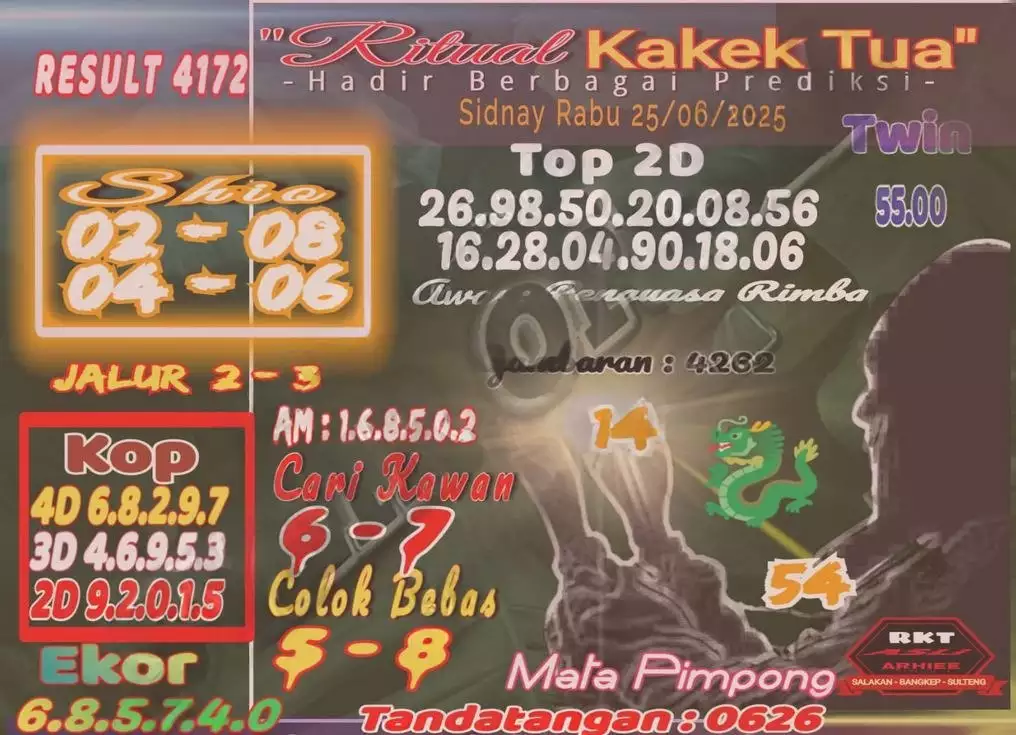 RESULT 4172
"Ritual Kakek Tua"
-Hadir Berbagai Prediksi-
Sidnay Rabu 25/06/2025
Twin
55.00
Shio
02 - 08
04 - 06
Top 2D
26.98.50.20.08.56
16.28.04.90.18.06
Rimba
JALUR 2 - 3
: 4262
14
Kop
4D 6.8.2.9.7
3D 4.6.9.5.3
2D 9.2.0.1.5
AM : 1.6.8.5.0.2
Cari Kawan
6 - 7
Colok Bebas
5 - 8
54
Ekor
6.8.5.7.4.0
Mata Pimpong
Tandatangan : 0626
RKT
ASLI
ARHIEE
SALAKAN - BANGKEP - SULTENG